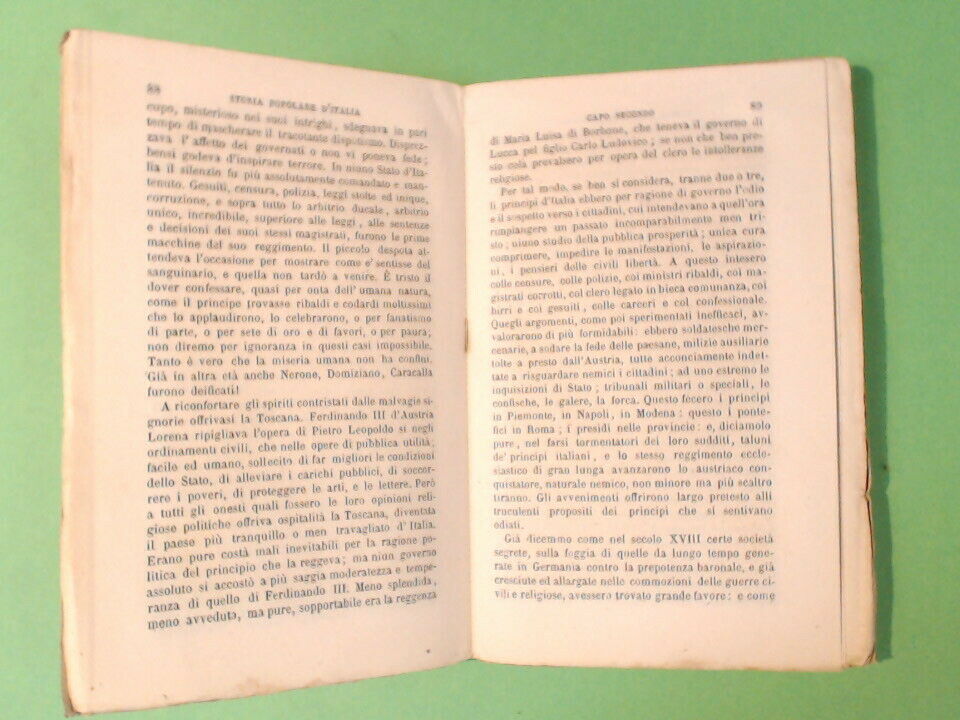 88
STORIA POPOLARE D'ITALIA
cupo, misterioso nei suoi intrighi, sdegnava in pari
tempo di mascherare il tracotante dispotismo. Disprez-
zava l'affetto dei governati o non vi poneva fede;
bensì godeva d'inspirare terrore. In niuno Stato d'Ita-
lia il silenzio fu più assolutamente comandato e man-
tenuto. Gesuiti, censura, polizia, leggi stolte ed inique,
corruzione, e sopra tutto lo arbitrio ducale, arbitrio
unico, incredibile, superiore alle leggi, alle sentenze
e decisioni dei suoi stessi magistrati, furono le prime
macchine del suo reggimento. Il piccolo despota at-
tendeva l'occasione per mostrare com e' sentisse del
sanguinario, e quella non tardò a venire. È tristo il
dover confessare, quasi per onta dell'umana natura,
come il principe trovasse ribaldi e codardi moltissimi
che lo applaudirono, lo celebrarono, o per fanatismo
di parte, o per sete di oro e di favori, o per paura;
non diremo per ignoranza in questi casi impossibile.
Tanto è vero che la miseria umana non ha confini.
Già in altra età anche Nerone, Domiziano, Caracalla
furono deificati!
A riconfortare gli spiriti contristati dalle malvagie si-
gnorie offrivasi la Toscana. Ferdinando III d'Austria
Lorena ripigliava l'opera di Pietro Leopoldo sì negli
ordinamenti civili, che nelle opere di pubblica utilità;
facile ed umano, sollecito di far migliori le condizioni
dello Stato, di alleviare i carichi pubblici, di soccor-
rere i poveri, di proteggere le arti, e le lettere. Però
a tutti gli onesti quali fossero le loro opinioni reli-
giose politiche offriva ospitalità la Toscana, diventata
il paese più tranquillo o men travagliato d'Italia.
Erano pure costà mali inevitabili per la ragione po-
litica del principio che la reggeva; ma niun governo
assoluto si accostò a più saggia moderatezza e tempe-
ranza di quello di Ferdinando III. Meno splendida,
meno avveduta, ma pure, sopportabile era la reggenza
CAPO SECONDO
89
di Maria Luisa di Borbone, che teneva il governo di
Lucca pel figlio Carlo Ludovico; se non che ben pre-
sto colà prevalsero per opera del clero le intolleranze
religiose.
Per tal modo, se ben si considera, tranne due o tre,
li principi d'Italia ebbero per ragione di governo l'odio
e il sospetto verso i cittadini, cui intendevano a quell'ora
rimpiangere un passato incomparabilmente men tri-
sto; niuno studio della pubblica prosperità; unica cura
comprimere, impedire le manifestazioni, le aspirazio-
ni, i pensieri delle civili libertà. A questo intesero
colle censure, colle polizie, coi ministri ribaldi, coi ma-
gistrati corrotti, col clero legato in bieca comunanza, coi
birri e coi gesuiti, colle carceri e col confessionale.
Quegli argomenti, come poi sperimentati inefficaci, av-
valorarono di più formidabili: ebbero soldatesche mer-
cenarie, a sodare la fede delle paesane, milizie ausiliarie
tolte a presto dall'Austria, tutte acconciamente indet-
tate a risguardare nemici i cittadini; ad uno estremo le
inquisizioni di Stato; tribunali militari o speciali, le
confische, le galere, la forca. Questo fecero i principi
in Piemonte, in Napoli, in Modena: questo i ponte-
fici in Roma; i presidi nelle provincie: e, diciamolo
pure, nel farsi tormentatori dei loro sudditi, taluni
de' principi italiani, e lo stesso reggimento eccle-
siastico di gran lunga avanzarono lo austriaco con-
quistatore, naturale nemico, non minore ma più scaltro
tiranno. Gli avvenimenti offrirono largo pretesto alli
truculenti propositi dei principi che si sentivano
odiati.
Già dicemmo come nel secolo XVIII certe società
segrete, sulla foggia di quelle da lungo tempo gene-
rate in Germania contro la prepotenza baronale, e già
cresciute ed allargate nelle commozioni delle guerre ci-
vili e religiose, avessero trovato grande favore: e come